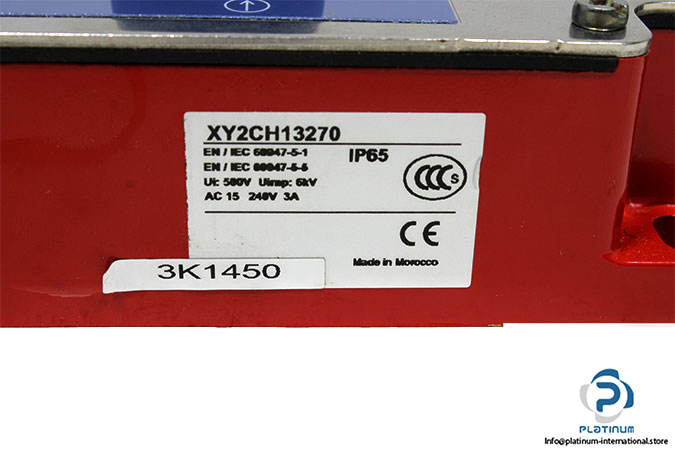 XY2CH13270
EN / IEC 60947-5-1
EN / IEC 60947-5-5
Ui: 500V Uimp: 6kV
AC 15 240V 3A
IP65
CCC S
CE
Made in Morocco
3K1450
P
PLATINUM
Info@platinum-international.store